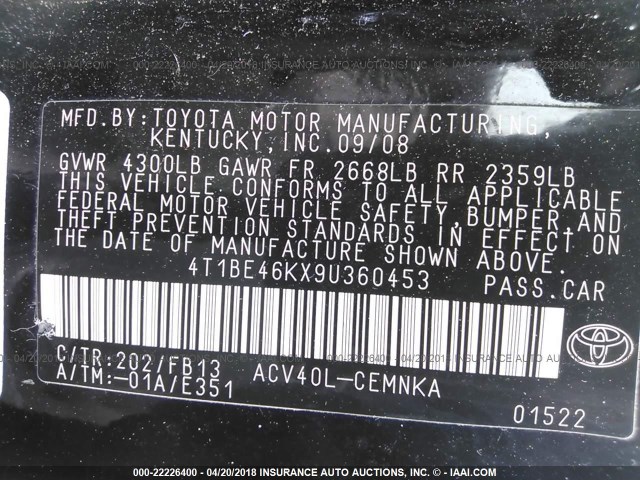 MFD.BY:TOYOTA MOTOR MANUFACTURING,
KENTUCKY,INC.09/08
GVWR 4300LB GAWR FR 2668LB RR 2359LB
THIS VEHICLE CONFORMS TO ALL APPLICABLE
FEDERAL MOTOR VEHICLE SAFETY,BUMPER,AND
THEFT PREVENTION STANDARDS IN EFFECT ON
THE DATE OF MANUFACTURE SHOWN ABOVE.
4T1BE46KX9U360453 PASS.CAR
C/TR:202/FB13
A/TM:-01A/E351
ACV40L-CEMNKA
01522
TOYOTA
000-22226400 - 04/20/2018 INSURANCE AUTO AUCTIONS, INC. - © IAAI.COM